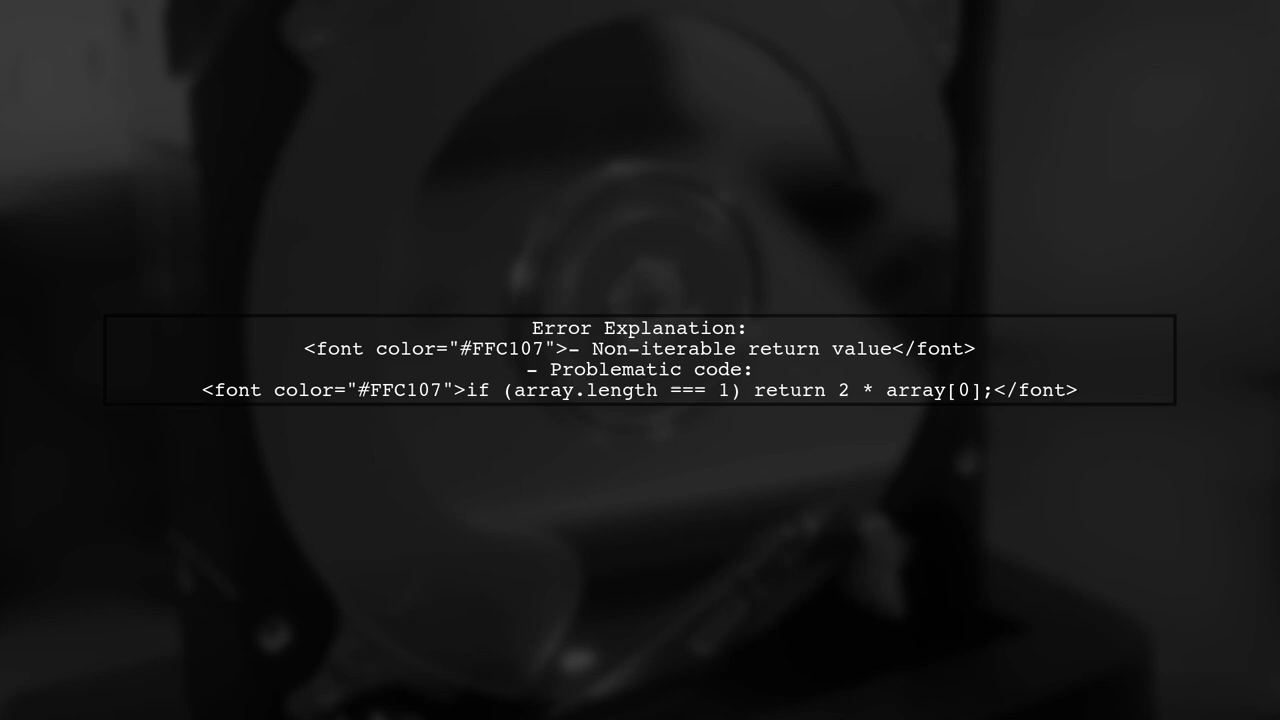 Error Explanation:
<font color="#FFC107">- Non-iterable return value</font>
- Problematic code:
<font color="#FFC107">if (array.length === 1) return 2 * array[0];</font>